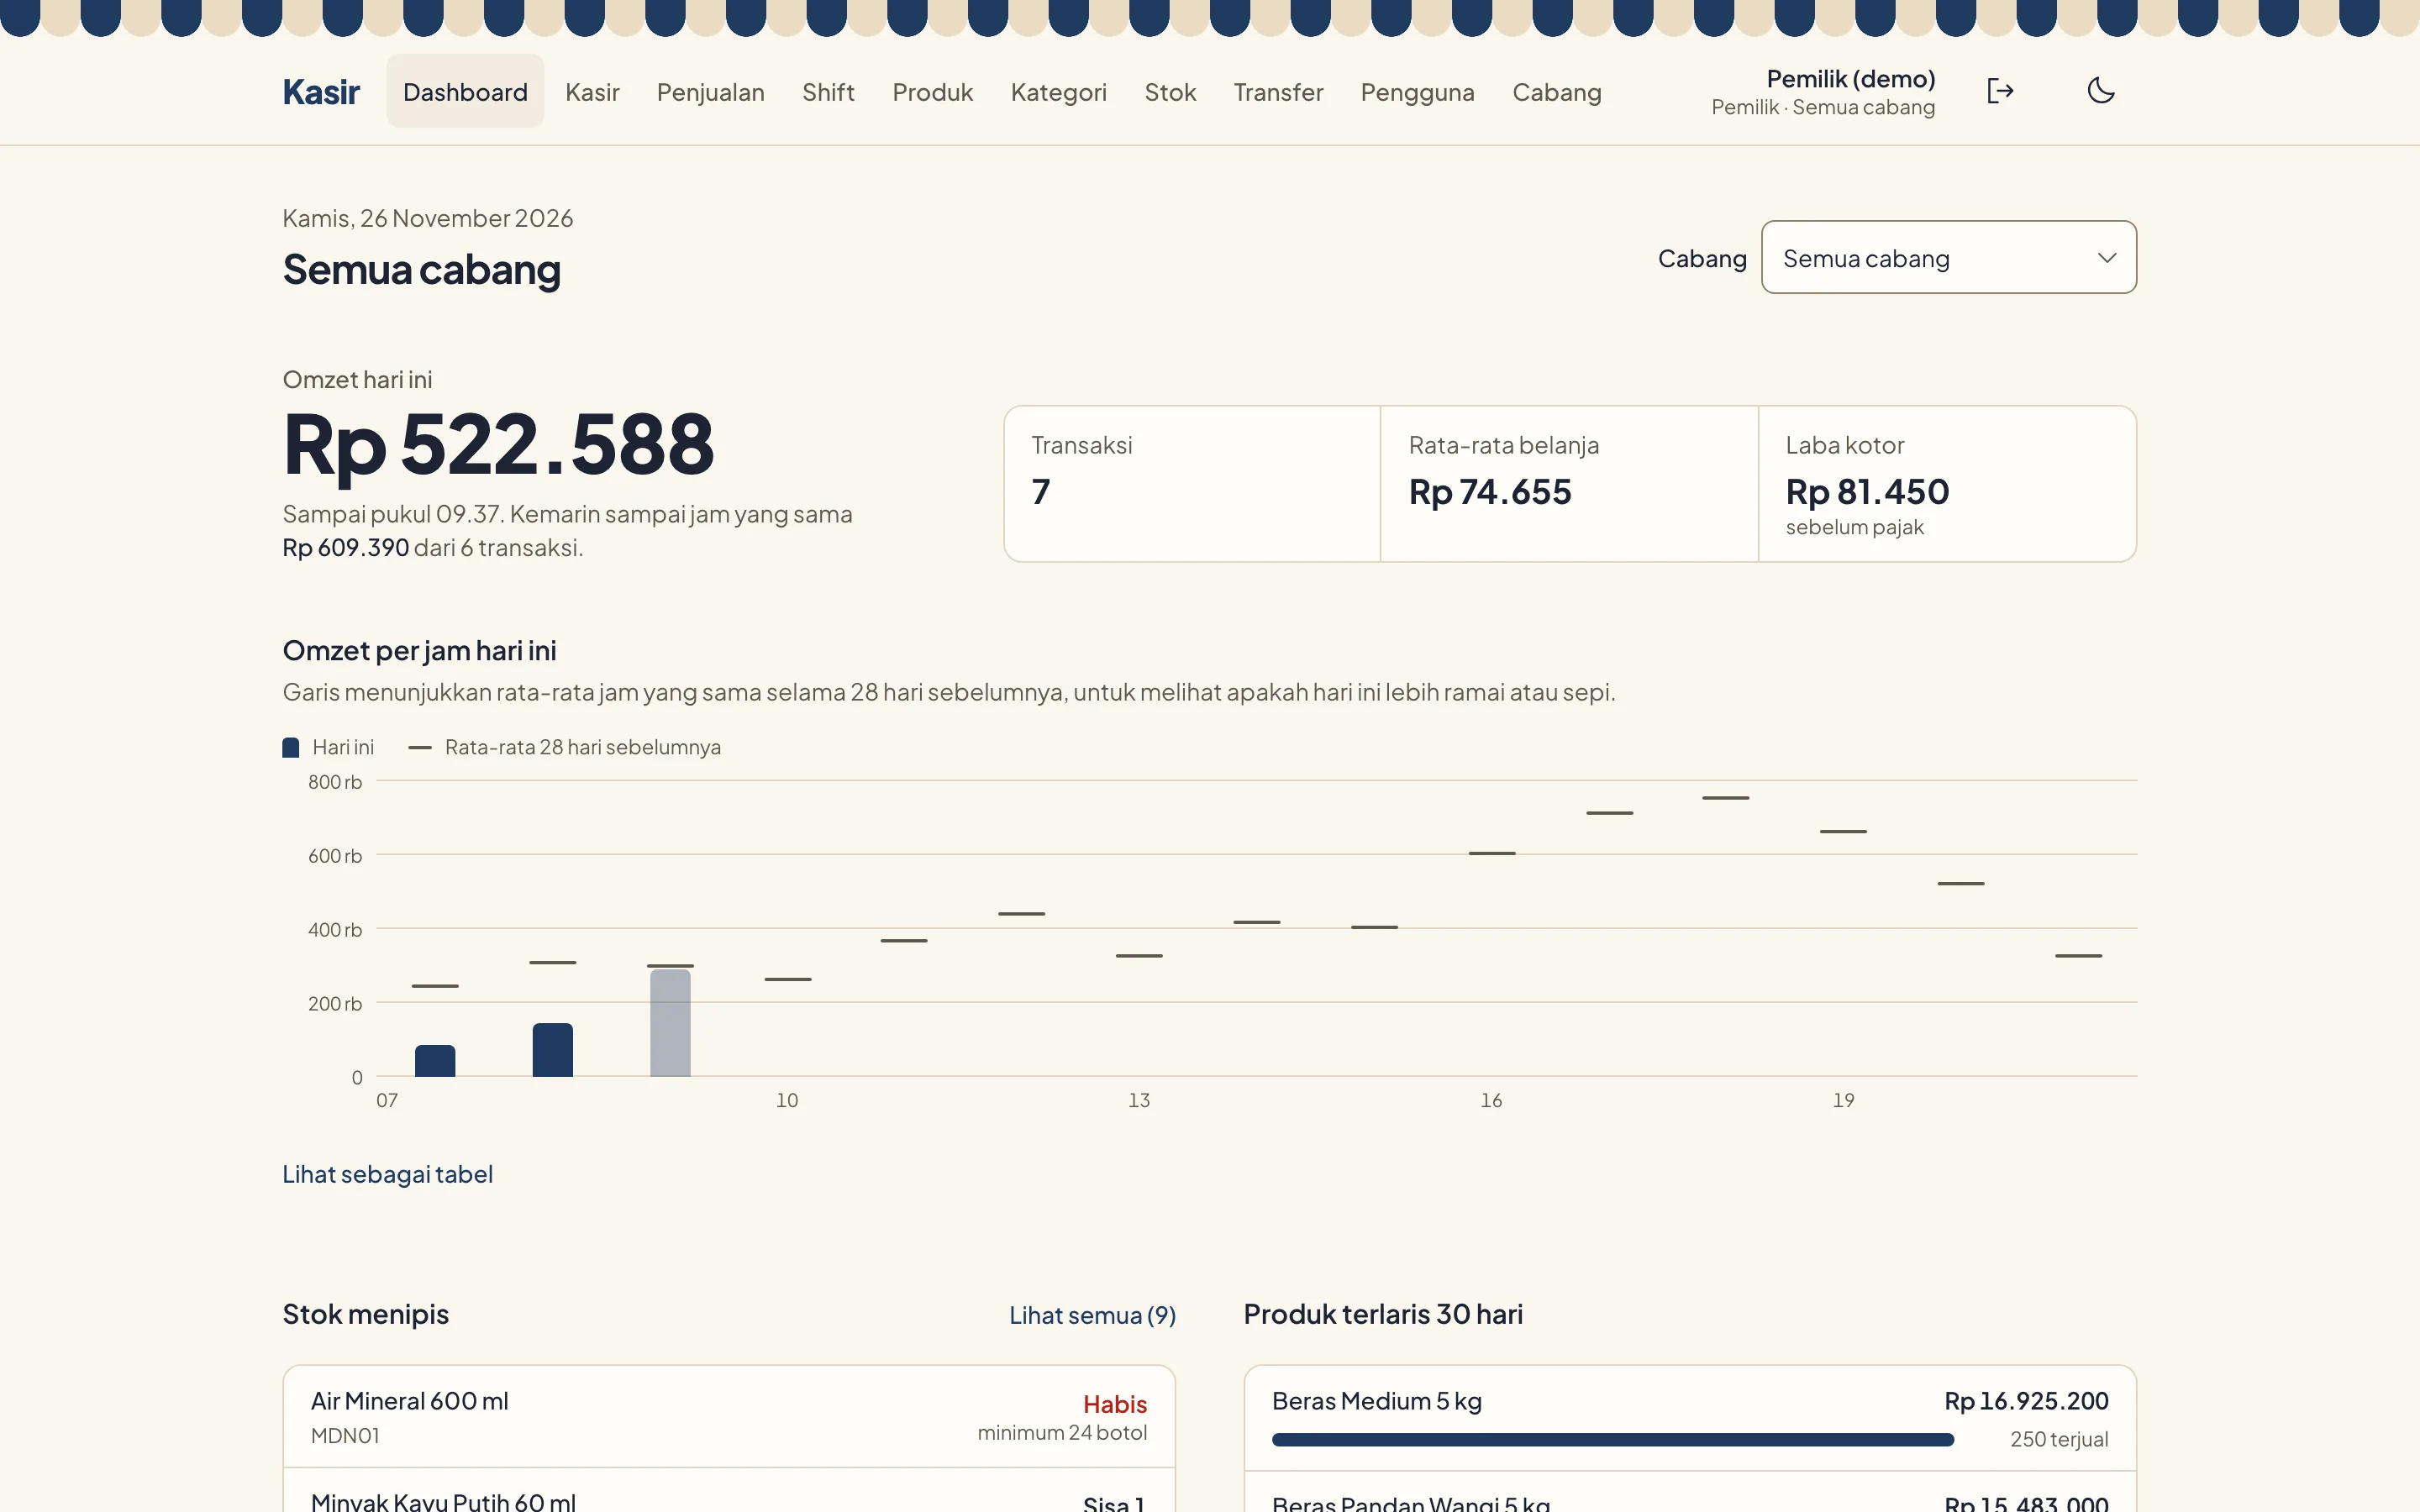 Kasir
Dashboard
Kasir
Penjualan
Shift
Produk
Kategori
Stok
Transfer
Pengguna
Cabang
Pemilik (demo)
Pemilik · Semua cabang
Kamis, 26 November 2026
Semua cabang
Cabang
Semua cabang
Omzet hari ini
Rp 522.588
Sampai pukul 09.37. Kemarin sampai jam yang sama
Rp 609.390 dari 6 transaksi.
Transaksi
7
Rata-rata belanja
Rp 74.655
Laba kotor
Rp 81.450
sebelum pajak
Omzet per jam hari ini
Garis menunjukkan rata-rata jam yang sama selama 28 hari sebelumnya, untuk melihat apakah hari ini lebih ramai atau sepi.
Hari ini
Rata-rata 28 hari sebelumnya
800 rb
600 rb
400 rb
200 rb
0
07
10
13
16
19
Lihat sebagai tabel
Stok menipis
Lihat semua (9)
Air Mineral 600 ml
Habis
MDN01
minimum 24 botol
Minyak Kayu Putih 60 ml
Sisa 1
Produk terlaris 30 hari
Beras Medium 5 kg
Rp 16.925.200
250 terjual
Beras Pandan Wangi 5 kg
Rp 15.483.000